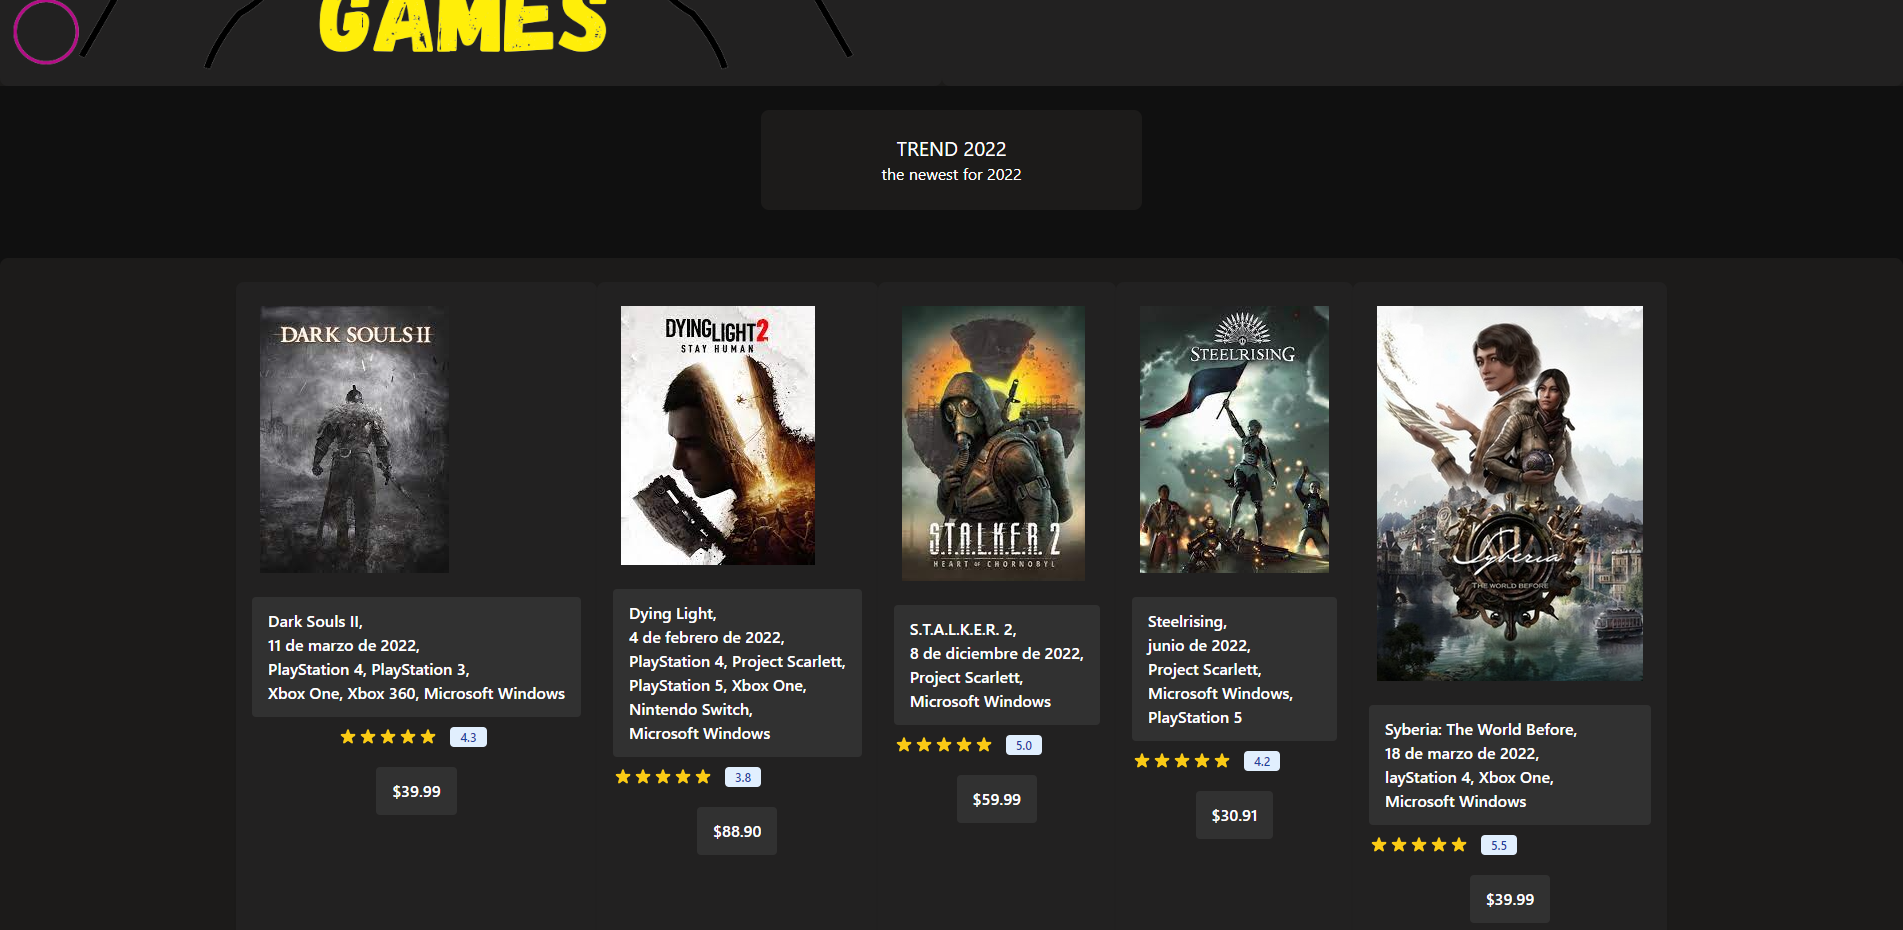 GAMES
TREND 2022
the newest for 2022
DARK SOULS II
Dark Souls II,
11 de marzo de 2022,
PlayStation 4, PlayStation 3,
Xbox One, Xbox 360, Microsoft Windows
4.3
$39.99
DYING LIGHT 2
STAY HUMAN
Dying Light,
4 de febrero de 2022,
PlayStation 4, Project Scarlett,
PlayStation 5, Xbox One,
Nintendo Switch,
Microsoft Windows
3.8
$88.90
S.T.A.L.K.E.R. 2
HEART OF CHORNOBYL
S.T.A.L.K.E.R. 2,
8 de diciembre de 2022,
Project Scarlett,
Microsoft Windows
5.0
$59.99
STEELRISING
Steelrising,
junio de 2022,
Project Scarlett,
Microsoft Windows,
PlayStation 5
4.2
$30.91
Syberia
THE WORLD BEFORE
Syberia: The World Before,
18 de marzo de 2022,
layStation 4, Xbox One,
Microsoft Windows
5.5
$39.99